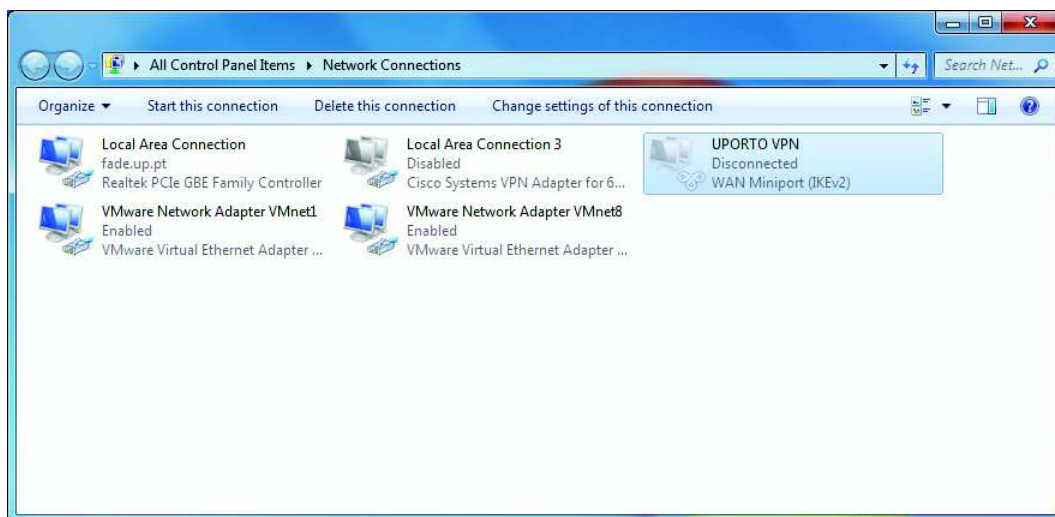 All Control Panel Items ▸ Network Connections
Search Net...
Organize ▾ Start this connection Delete this connection Change settings of this connection
Local Area Connection
fade.up.pt
Realtek PCIe GBE Family Controller
Local Area Connection 3
Disabled
Cisco Systems VPN Adapter for 6...
UPORTO VPN
Disconnected
WAN Miniport (IKEv2)
VMware Network Adapter VMnet1
Enabled
VMware Virtual Ethernet Adapter ...
VMware Network Adapter VMnet8
Enabled
VMware Virtual Ethernet Adapter ...